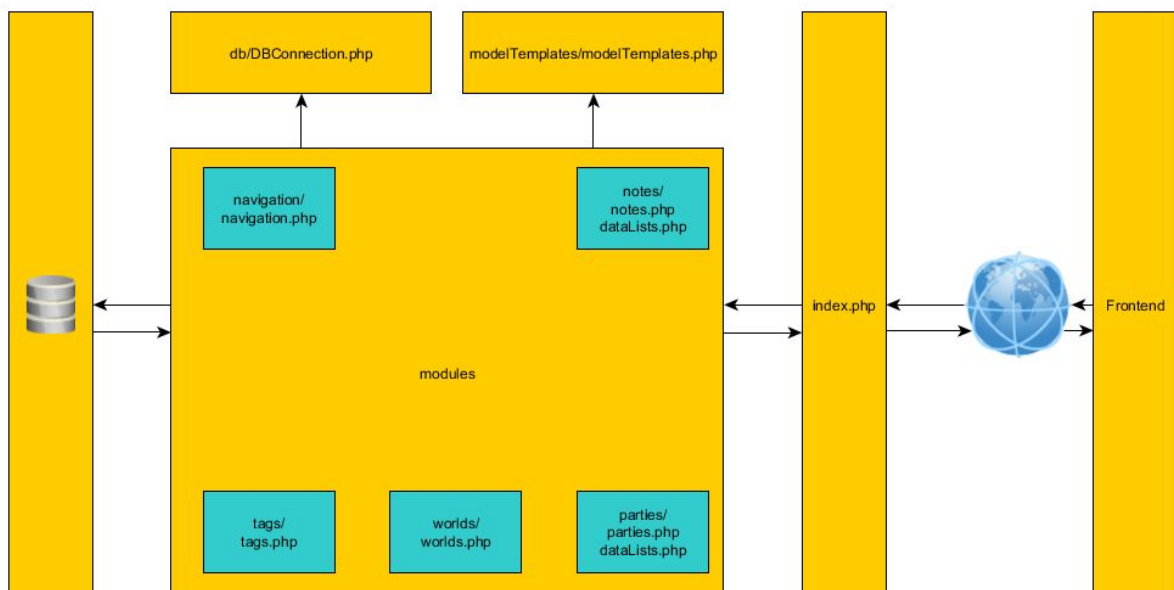 db/DBConnection.php
modelTemplates/modelTemplates.php
navigation/
navigation.php
notes/
notes.php
dataLists.php
index.php
Frontend
modules
tags/
tags.php
worlds/
worlds.php
parties/
parties.php
dataLists.php